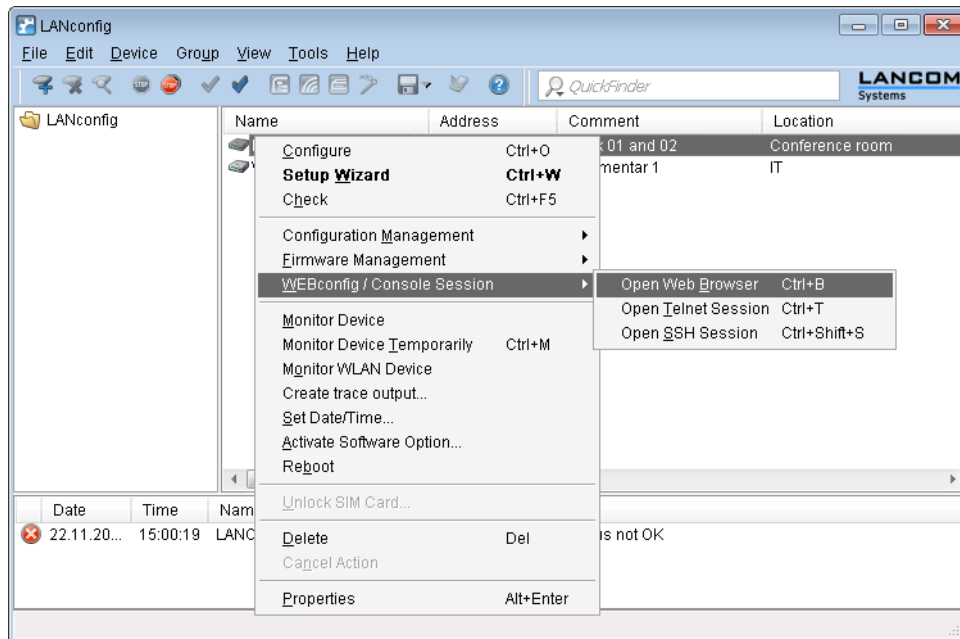 LANconfig
File Edit Device Group View Tools Help
QuickFinder
LANCOM
Systems
LANconfig
Name Address Comment Location
01 and 02 Conference room
mentar 1 IT
Configure Ctrl+O
Setup Wizard Ctrl+W
Check Ctrl+F5
Configuration Management
Firmware Management
WEBconfig / Console Session
Open Web Browser Ctrl+B
Open Telnet Session Ctrl+T
Open SSH Session Ctrl+Shift+S
Monitor Device
Monitor Device Temporarily Ctrl+M
Monitor WLAN Device
Create trace output...
Set Date/Time...
Activate Software Option...
Reboot
Unlock SIM Card...
Delete Del
Cancel Action
Properties Alt+Enter
Date Time Nam
22.11.20... 15:00:19 LANC is not OK